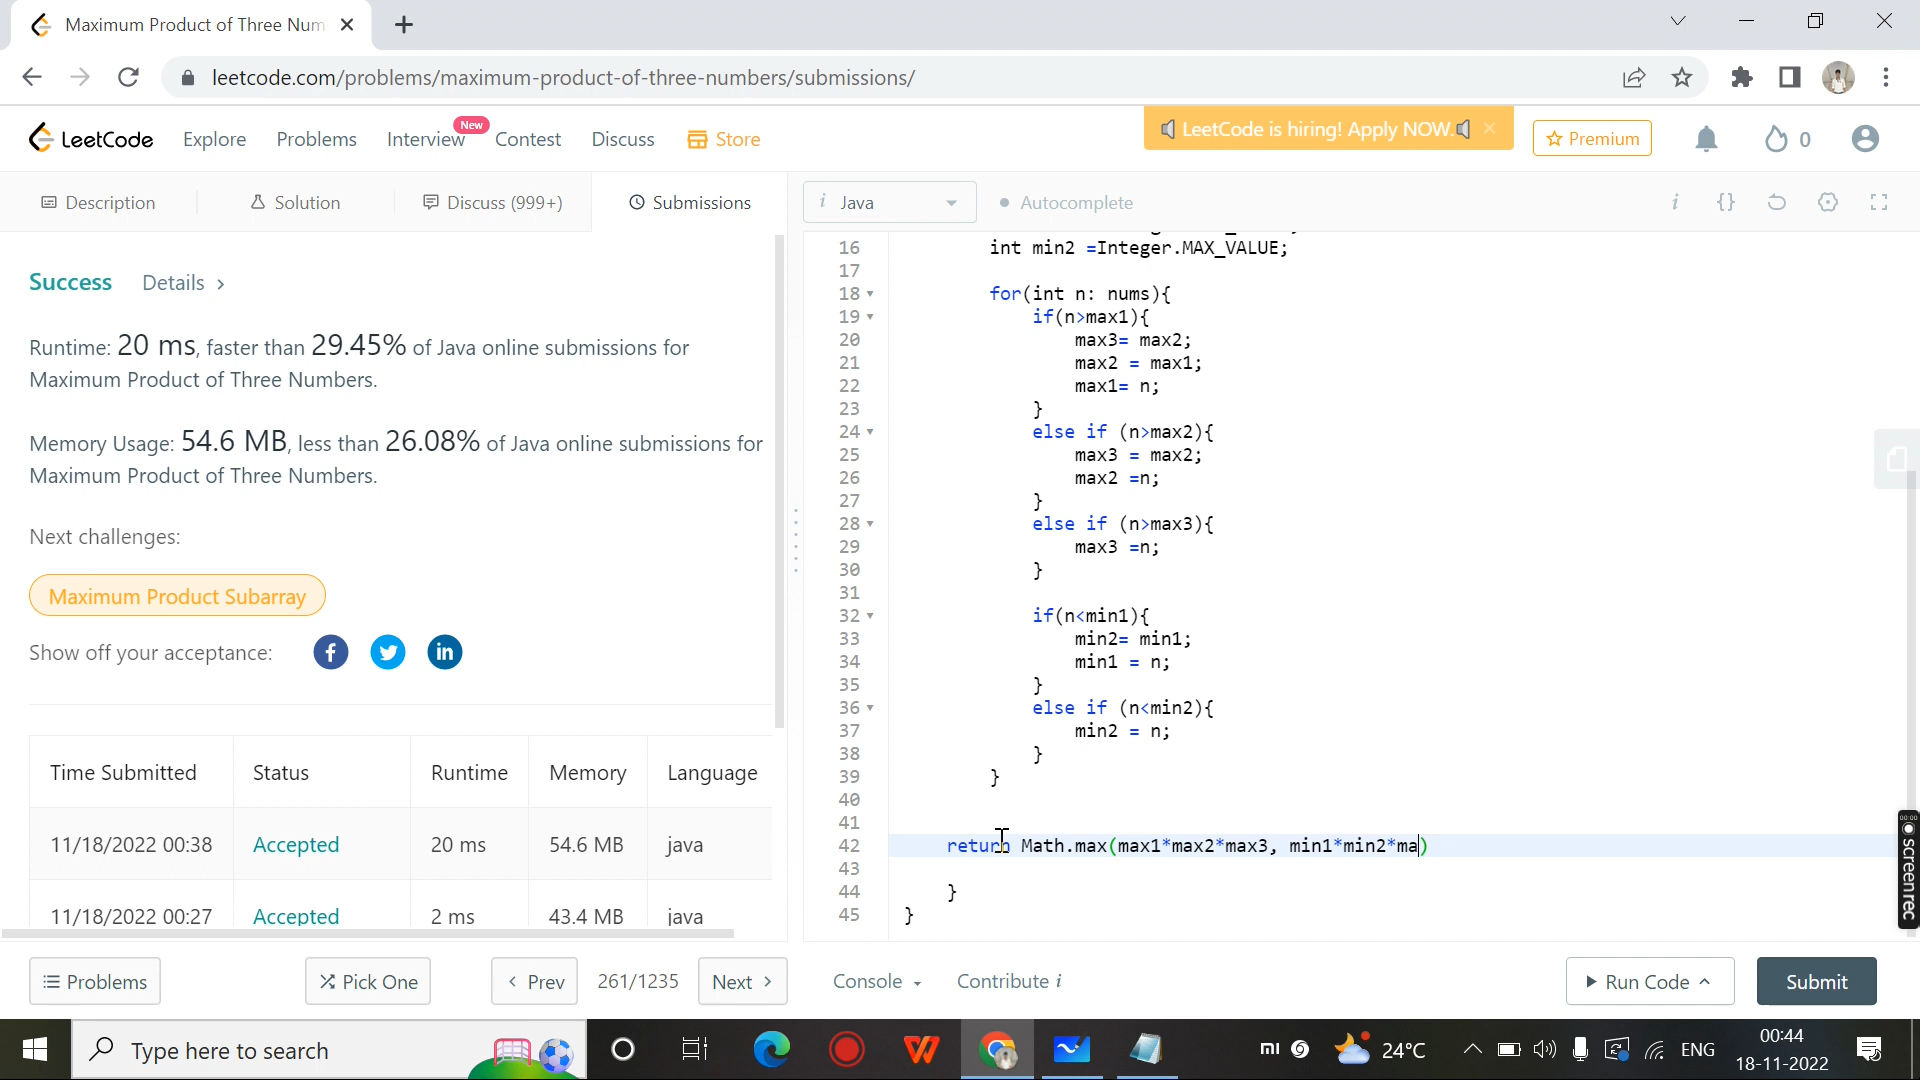 Maximum Product of Three Num
leetcode.com/problems/maximum-product-of-three-numbers/submissions/
LeetCode
Explore
Problems
Interview
New
Contest
Discuss
Store
LeetCode is hiring! Apply NOW.
Premium
0
Description
Solution
Discuss (999+)
Submissions
i Java
Autocomplete
Success
Details >
Runtime: 20 ms, faster than 29.45% of Java online submissions for
Maximum Product of Three Numbers.
Memory Usage: 54.6 MB, less than 26.08% of Java online submissions for
Maximum Product of Three Numbers.
Next challenges:
Maximum Product Subarray
Show off your acceptance:
Time Submitted Status Runtime Memory Language
11/18/2022 00:38 Accepted 20 ms 54.6 MB java
11/18/2022 00:27 Accepted 2 ms 43.4 MB java
16 int min2 =Integer.MAX_VALUE;
17
18 for(int n: nums){
19 if(n>max1){
20 max3= max2;
21 max2 = max1;
22 max1= n;
23 }
24 else if (n>max2){
25 max3 = max2;
26 max2 =n;
27 }
28 else if (n>max3){
29 max3 =n;
30 }
31
32 if(n<min1){
33 min2= min1;
34 min1 = n;
35 }
36 else if (n<min2){
37 min2 = n;
38 }
39 }
40
41
42 return Math.max(max1*max2*max3, min1*min2*ma)
43
44 }
45 }
00:00
screenrec
Problems
Pick One
< Prev
261/1235
Next >
Console
Contribute i
Run Code
Submit
Type here to search
24°C
ENG
00:44
18-11-2022